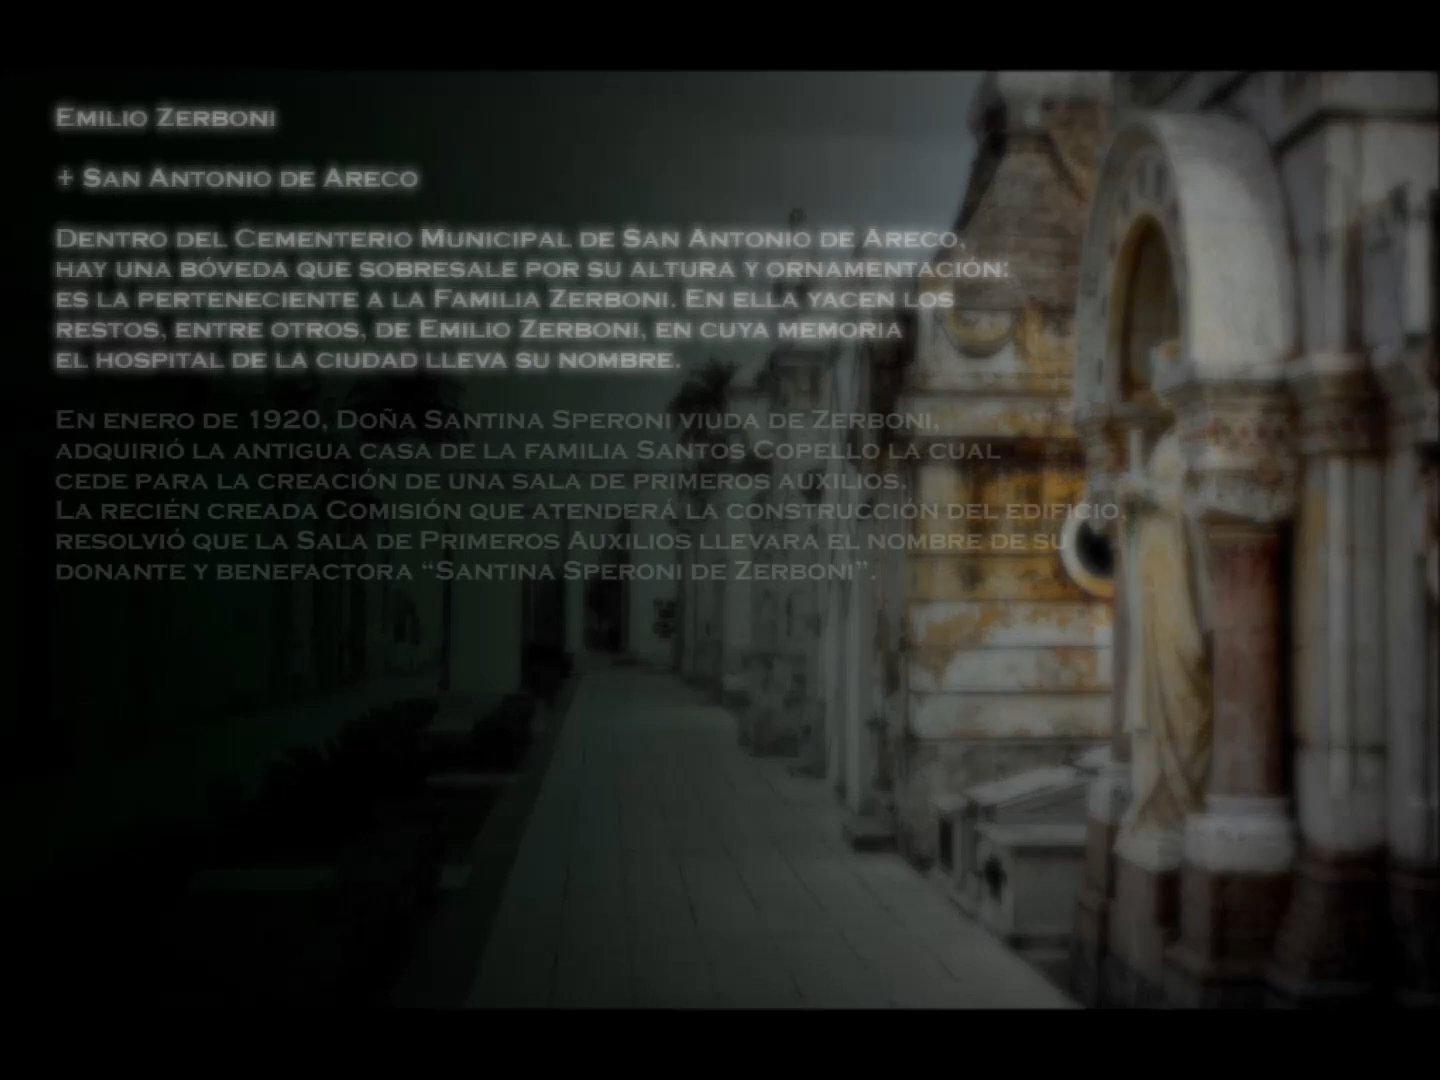 EMILIO ZERBONI
+ SAN ANTONIO DE ARECO
DENTRO DEL CEMENTERIO MUNICIPAL DE SAN ANTONIO DE ARECO,
HAY UNA BÓVEDA QUE SOBRESALE POR SU ALTURA Y ORNAMENTACIÓN:
ES LA PERTENECIENTE A LA FAMILIA ZERBONI. EN ELLA YACEN LOS
RESTOS, ENTRE OTROS, DE EMILIO ZERBONI, EN CUYA MEMORIA
EL HOSPITAL DE LA CIUDAD LLEVA SU NOMBRE.
EN ENERO DE 1920, DOÑA SANTINA SPERONI VIUDA DE ZERBONI,
ADQUIRIÓ LA ANTIGUA CASA DE LA FAMILIA SANTOS COPELLO LA CUAL
CEDE PARA LA CREACIÓN DE UNA SALA DE PRIMEROS AUXILIOS.
LA RECIÉN CREADA COMISIÓN QUE ATENDERÁ LA CONSTRUCCIÓN DEL EDIFICIO,
RESOLVIÓ QUE LA SALA DE PRIMEROS AUXILIOS LLEVARA EL NOMBRE DE SU
DONANTE Y BENEFACTORA “SANTINA SPERONI DE ZERBONI”.